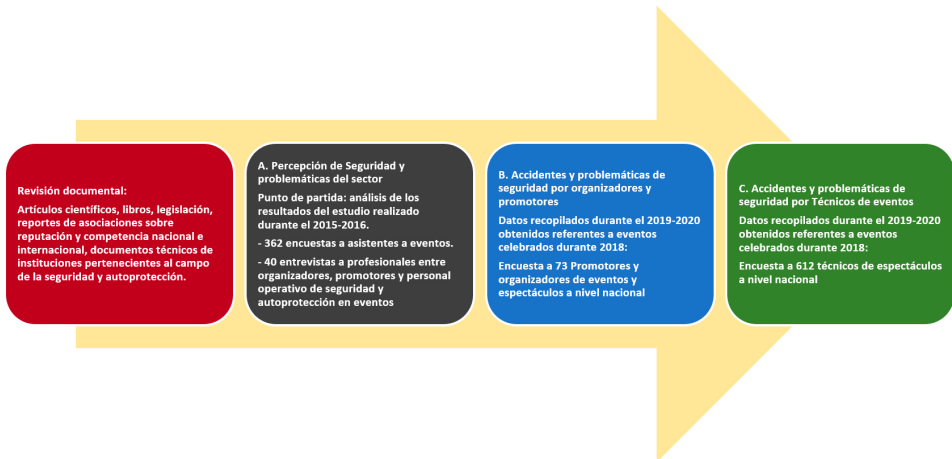 Revisión documental:
Artículos científicos, libros, legislación,
reportes de asociaciones sobre
reputación y competencia nacional e
internacional, documentos técnicos de
instituciones pertenecientes al campo
de la seguridad y autoprotección.
A. Percepción de Seguridad y
problemáticas del sector
Punto de partida: análisis de los
resultados del estudio realizado
durante el 2015-2016.
- 362 encuestas a asistentes a eventos.
- 40 entrevistas a profesionales entre
organizadores, promotores y personal
operativo de seguridad y
autoprotección en eventos
B. Accidentes y problemáticas de
seguridad por organizadores y
promotores
Datos recopilados durante el 2019-2020
obtenidos referentes a eventos
celebrados durante 2018:
Encuesta a 73 Promotores y
organizadores de eventos y
espectáculos a nivel nacional
C. Accidentes y problemáticas de
seguridad por Técnicos de eventos
Datos recopilados durante el 2019-2020
obtenidos referentes a eventos
celebrados durante 2018:
Encuesta a 612 técnicos de espectáculos
a nivel nacional